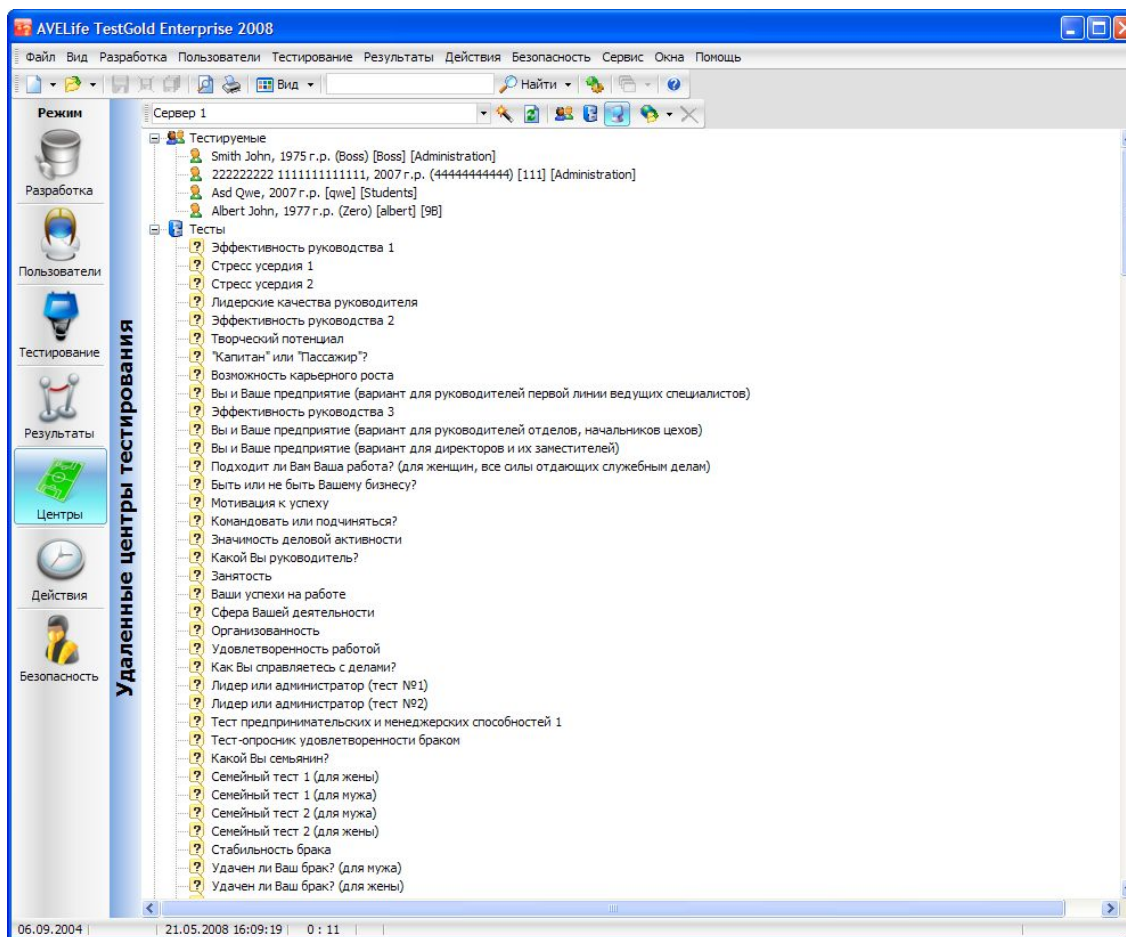 AVELife TestGold Enterprise 2008
Файл Вид Разработка Пользователи Тестирование Результаты Действия Безопасность Сервис Окна Помощь
Вид Найти
Режим
Сервер 1
Разработка
Пользователи
Тестирование
Результаты
Центры
Действия
Безопасность
Удаленные центры тестирования
Тестируемые
Smith John, 1975 г.р. (Boss) [Boss] [Administration]
222222222 1111111111111, 2007 г.р. (44444444444) [111] [Administration]
Asd Qwe, 2007 г.р. [qwe] [Students]
Albert John, 1977 г.р. (Zero) [albert] [9B]
Тесты
Эффективность руководства 1
Стресс усердия 1
Стресс усердия 2
Лидерские качества руководителя
Эффективность руководства 2
Творческий потенциал
"Капитан" или "Пассажир"?
Возможность карьерного роста
Вы и Ваше предприятие (вариант для руководителей первой линии ведущих специалистов)
Эффективность руководства 3
Вы и Ваше предприятие (вариант для руководителей отделов, начальников цехов)
Вы и Ваше предприятие (вариант для директоров и их заместителей)
Подходит ли Вам Ваша работа? (для женщин, все силы отдающих служебным делам)
Быть или не быть Вашему бизнесу?
Мотивация к успеху
Командовать или подчиняться?
Значимость деловой активности
Какой Вы руководитель?
Занятость
Ваши успехи на работе
Сфера Вашей деятельности
Организованность
Удовлетворенность работой
Как Вы справляетесь с делами?
Лидер или администратор (тест №1)
Лидер или администратор (тест №2)
Тест предпринимательских и менеджерских способностей 1
Тест-опросник удовлетворенности браком
Какой Вы семьянин?
Семейный тест 1 (для жены)
Семейный тест 1 (для мужа)
Семейный тест 2 (для мужа)
Семейный тест 2 (для жены)
Стабильность брака
Удачен ли Ваш брак? (для мужа)
Удачен ли Ваш брак? (для жены)
06.09.2004 21.05.2008 16:09:19 0 : 11